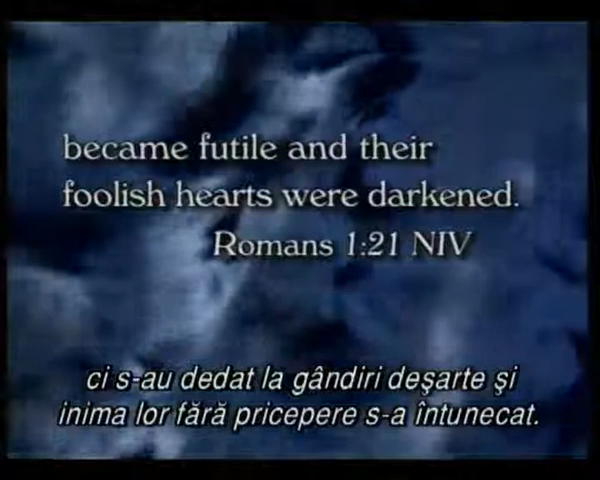 became futile and their
foolish hearts were darkened.
Romans 1:21 NIV
ci s-au dedat la gândiri deşarte şi
inima lor fără pricepere s-a întunecat.